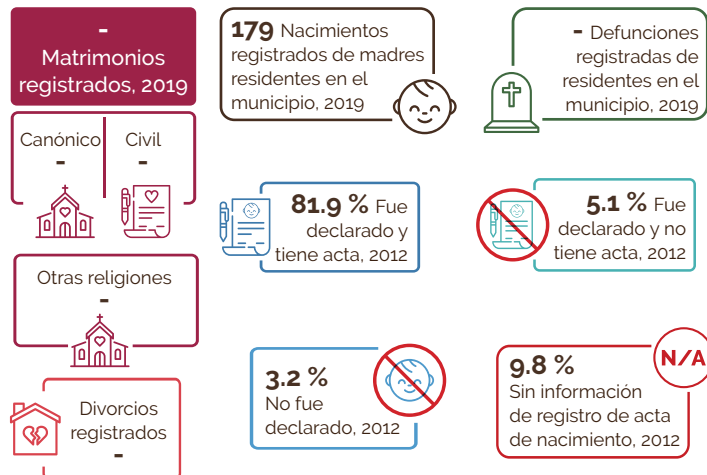 -
Matrimonios
registrados, 2019
Canónico
-
Civil
-
Otras religiones
-
Divorcios
registrados
-
179 Nacimientos
registrados de madres
residentes en el
municipio, 2019
- Defunciones
registradas de
residentes en el
municipio, 2019
81.9 % Fue
declarado y
tiene acta, 2012
5.1 % Fue
declarado y no
tiene acta, 2012
3.2 %
No fue
declarado, 2012
N/A
9.8 %
Sin información
de registro de acta
de nacimiento, 2012